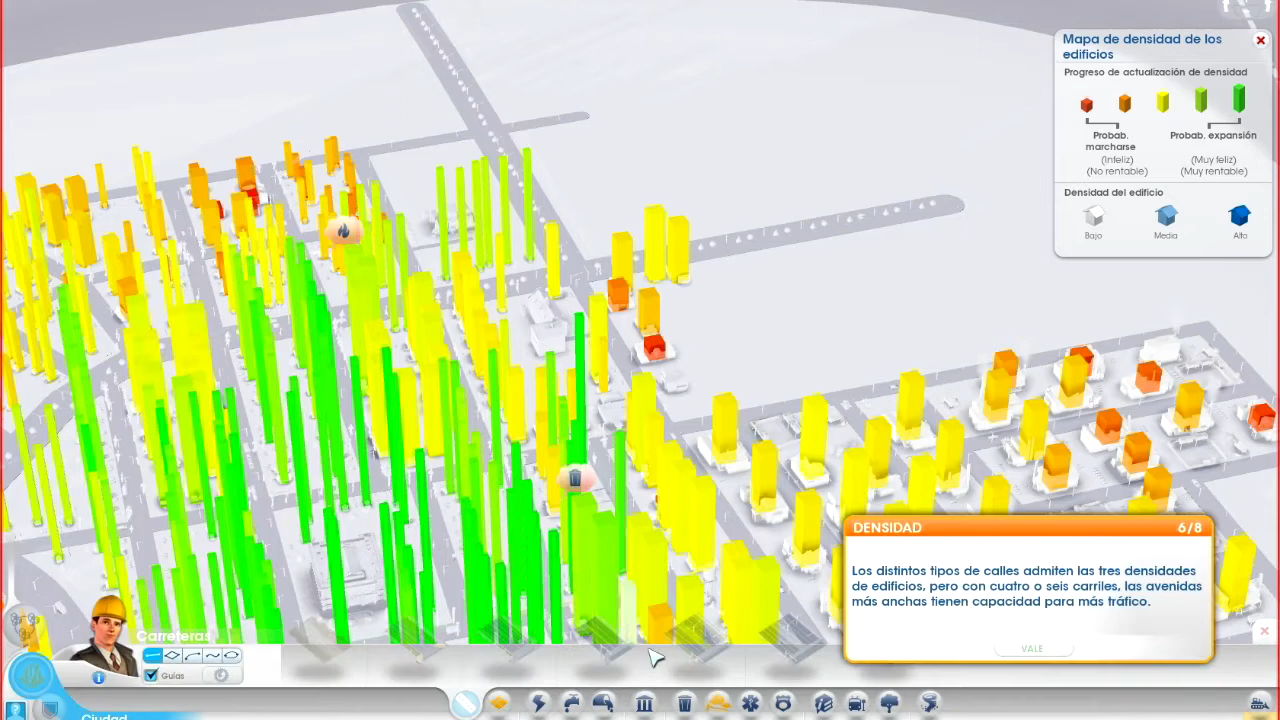 Mapa de densidad de los
edificios
Progreso de actualización de densidad
Probab.
marcharse
Probab. expansión
(Infeliz)
(No rentable)
(Muy feliz)
(Muy rentable)
Densidad del edificio
Bajo
Media
Alto
DENSIDAD
6/8
Los distintos tipos de calles admiten las tres densidades
de edificios, pero con cuatro o seis carriles, las avenidas
más anchas tienen capacidad para más tráfico.
VALE
Carreteras
Guías
Ciudad